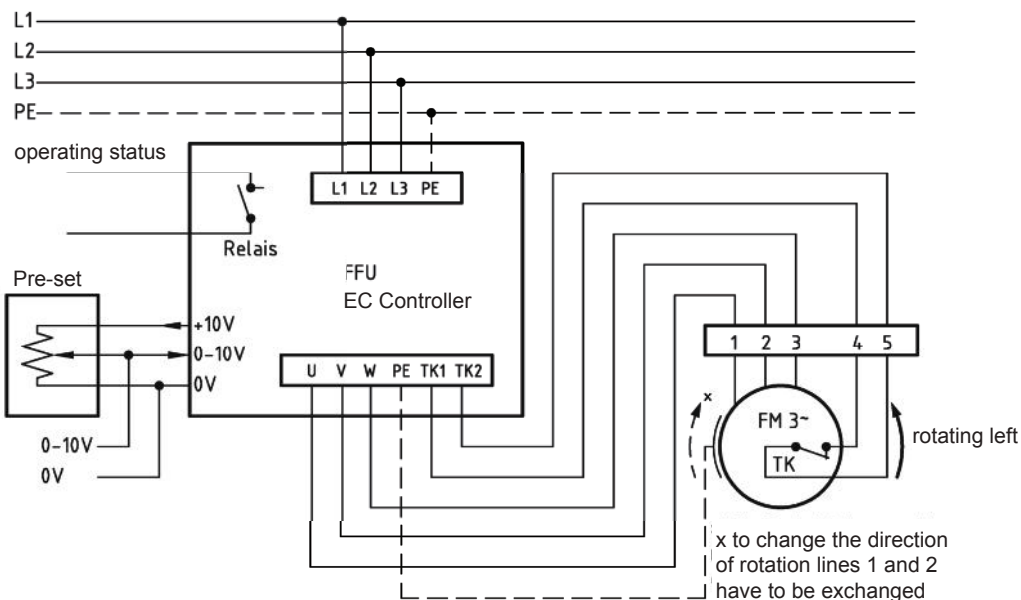 L1
L2
L3
PE
operating status
L1 L2 L3 PE
Relais
Pre-set
FFU
EC Controller
+10V
0-10V
0V
U V W PE TK1 TK2
1 2 3 4 5
x
FM 3~
TK
rotating left
0-10V
0V
x to change the direction
of rotation lines 1 and 2
have to be exchanged